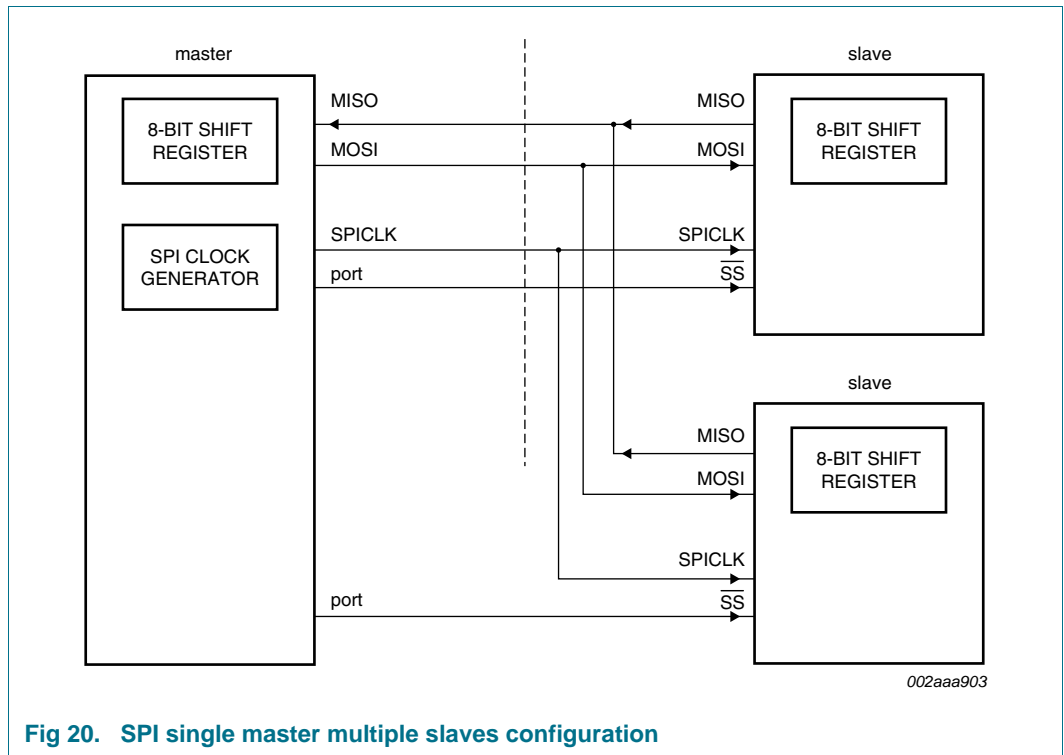 master
slave
8-BIT SHIFT
REGISTER
MISO
MISO
8-BIT SHIFT
REGISTER
MOSI
MOSI
SPI CLOCK
GENERATOR
SPICLK
SPICLK
port
S̅S̅
slave
MISO
8-BIT SHIFT
REGISTER
MOSI
SPICLK
port
S̅S̅
002aaa903
Fig 20. SPI single master multiple slaves configuration